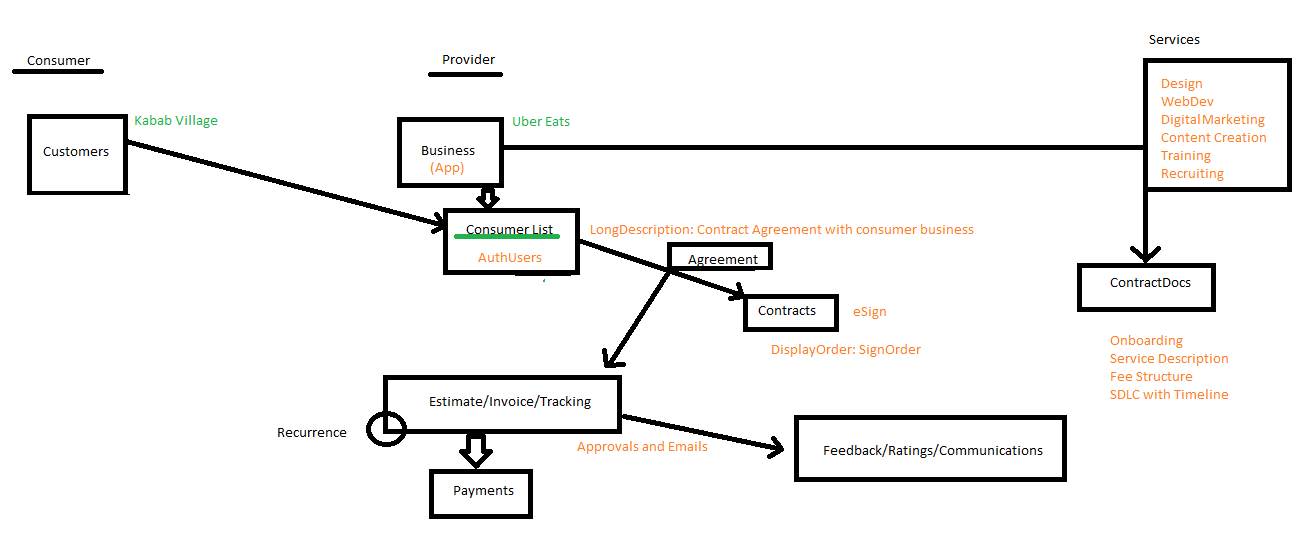 Services
Consumer
Provider
Design
WebDev
Digital Marketing
Content Creation
Training
Recruiting
Kabab Village
Uber Eats
Customers
Business
(App)
Consumer List
AuthUsers
LongDescription: Contract Agreement with consumer business
Agreement
Contracts
eSign
DisplayOrder: SignOrder
ContractDocs
Onboarding
Service Description
Fee Structure
SDLC with Timeline
Estimate/Invoice/Tracking
Recurrence
Approvals and Emails
Feedback/Ratings/Communications
Payments